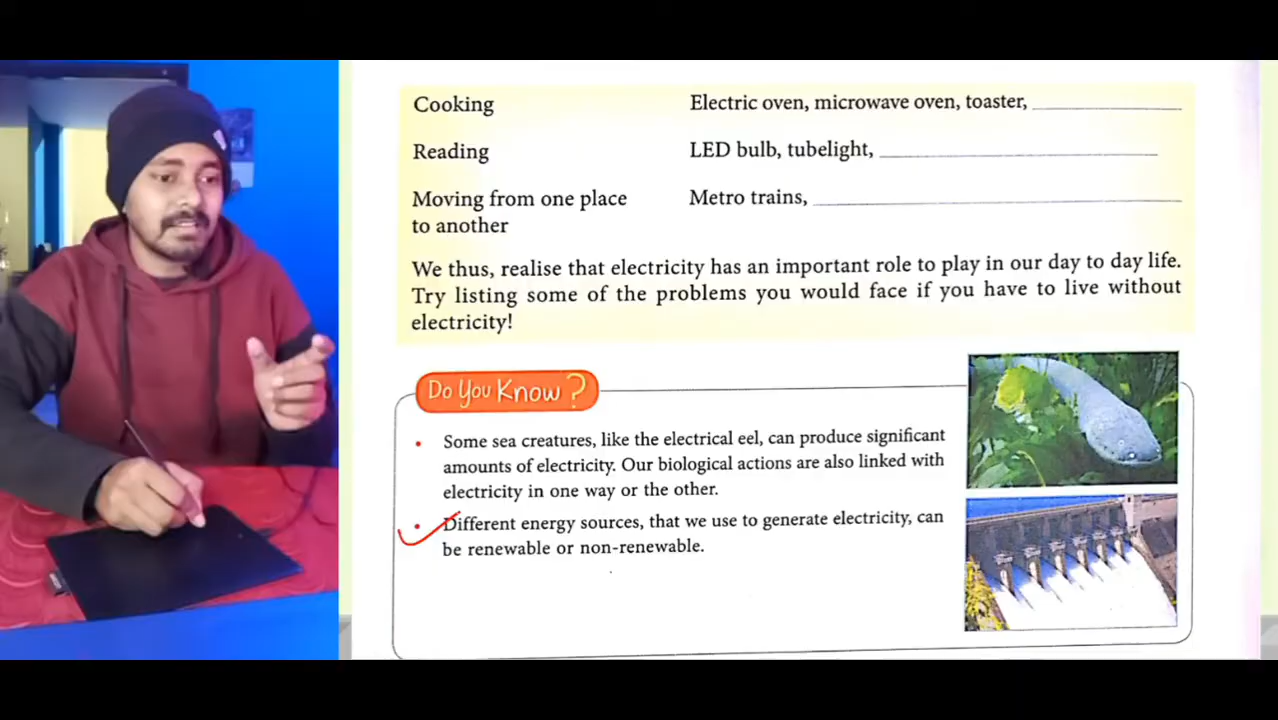 Cooking Electric oven, microwave oven, toaster,
Reading LED bulb, tubelight,
Moving from one place Metro trains,
to another
We thus, realise that electricity has an important role to play in our day to day life.
Try listing some of the problems you would face if you have to live without
electricity!
Do You Know?
• Some sea creatures, like the electrical eel, can produce significant
amounts of electricity. Our biological actions are also linked with
electricity in one way or the other.
• Different energy sources, that we use to generate electricity, can
be renewable or non-renewable.